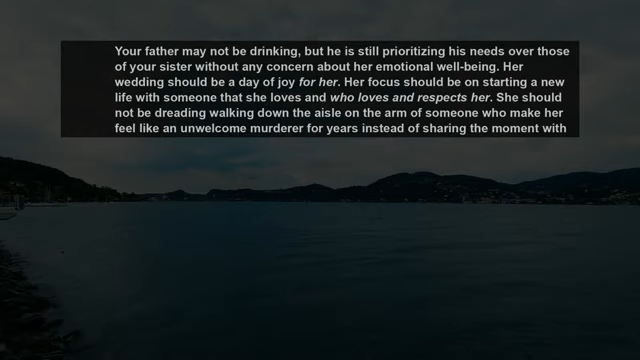 Your father may not be drinking, but he is still prioritizing his needs over those
of your sister without any concern about her emotional well-being. Her
wedding should be a day of joy for her. Her focus should be on starting a new
life with someone that she loves and who loves and respects her. She should
not be dreading walking down the aisle on the arm of someone who make her
feel like an unwelcome murderer for years instead of sharing the moment with